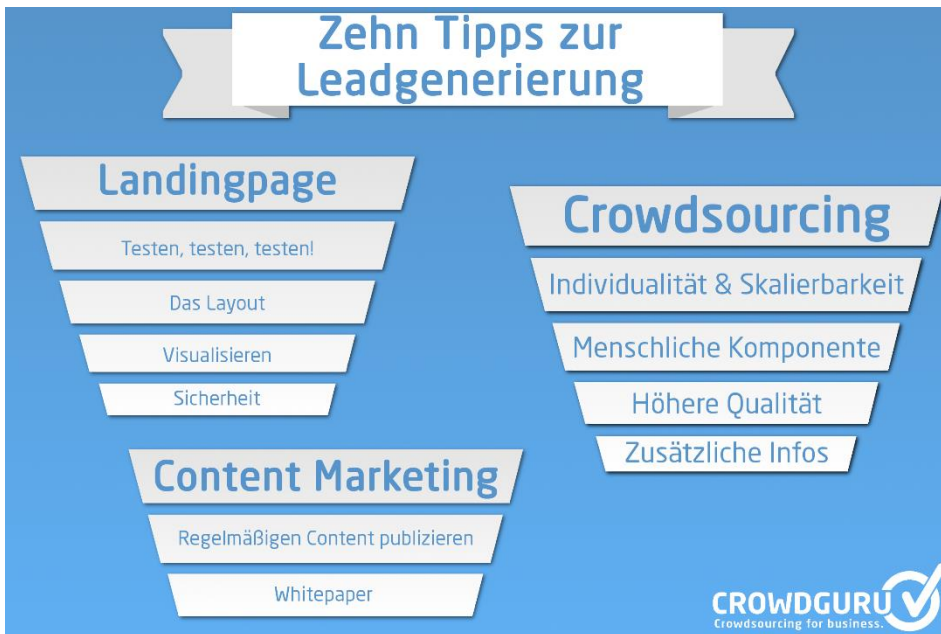 Zehn Tipps zur
Leadgenerierung
Landingpage
Testen, testen, testen!
Das Layout
Visualisieren
Sicherheit
Crowdsourcing
Individualität & Skalierbarkeit
Menschliche Komponente
Höhere Qualität
Zusätzliche Infos
Content Marketing
Regelmäßigen Content publizieren
Whitepaper
CROWDGURU
Crowdsourcing for business.